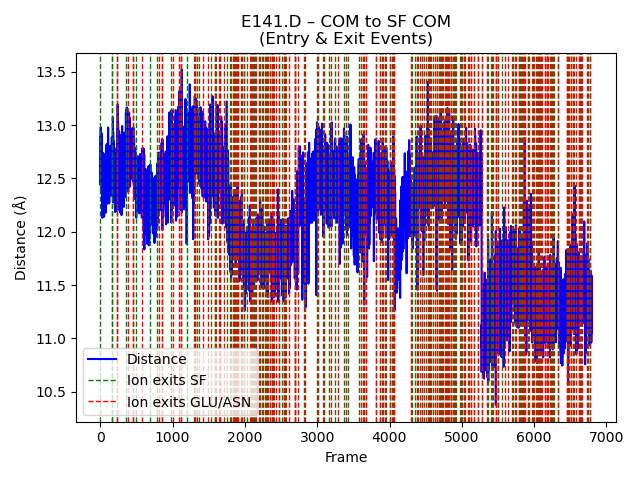 E141.D – COM to SF COM
(Entry & Exit Events)
Distance (Å)
13.5
13.0
12.5
12.0
11.5
11.0
10.5
Distance
Ion exits SF
Ion exits GLU/ASN
0 1000 2000 3000 4000 5000 6000 7000
Frame